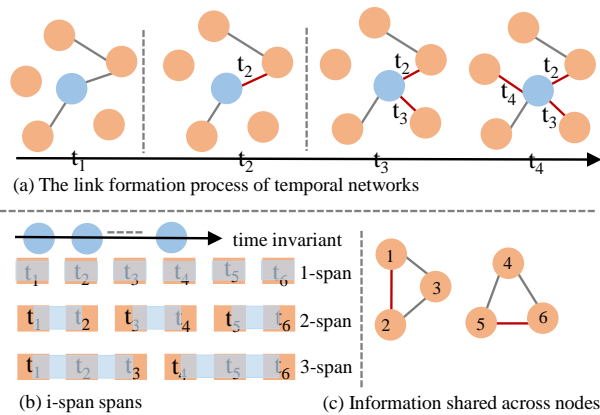 t2 t2 t2
t4
t3 t3
t1 t2 t3 t4
(a) The link formation process of temporal networks
time invariant
t1 t2 t3 t4 t5 t6 1-span
t1 t2 t3 t4 t5 t6 2-span
t1 t2 t3 t4 t5 t6 3-span
1
3
2
4
5 6
(b) i-span spans
(c) Information shared across nodes